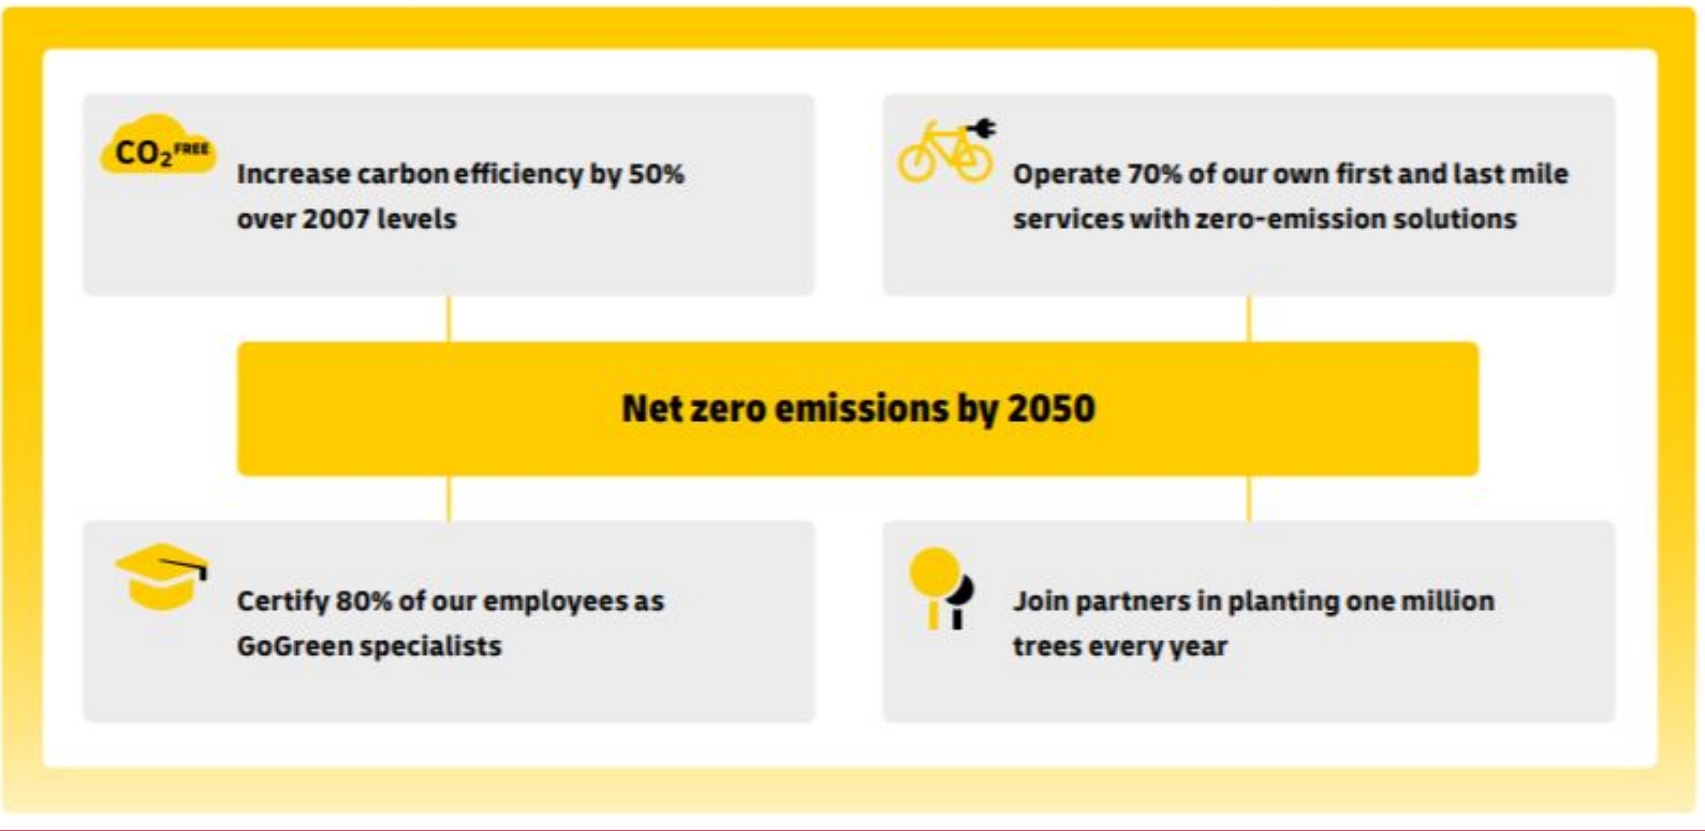 CO₂FREE
Increase carbon efficiency by 50%
over 2007 levels
Operate 70% of our own first and last mile
services with zero-emission solutions
Net zero emissions by 2050
Certify 80% of our employees as
GoGreen specialists
Join partners in planting one million
trees every year